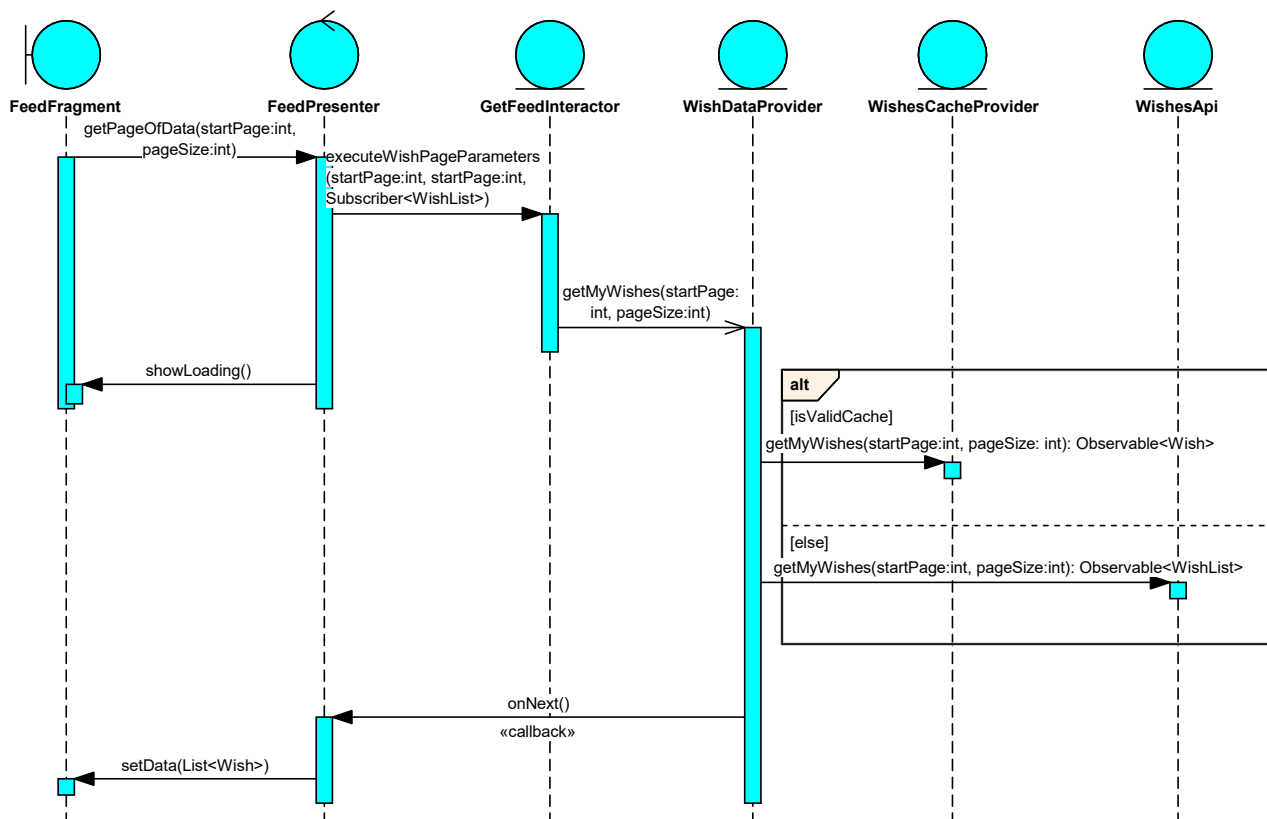 FeedFragment
FeedPresenter
GetFeedInteractor
WishDataProvider
WishesCacheProvider
WishesApi
getPageOfData(startPage:int,
pageSize:int)
executeWishPageParameters
(startPage:int, startPage:int,
Subscriber<WishList>)
getMyWishes(startPage:
int, pageSize:int)
showLoading()
alt
[isValidCache]
getMyWishes(startPage:int, pageSize: int): Observable<Wish>
[else]
getMyWishes(startPage:int, pageSize:int): Observable<WishList>
onNext()
«callback»
setData(List<Wish>)